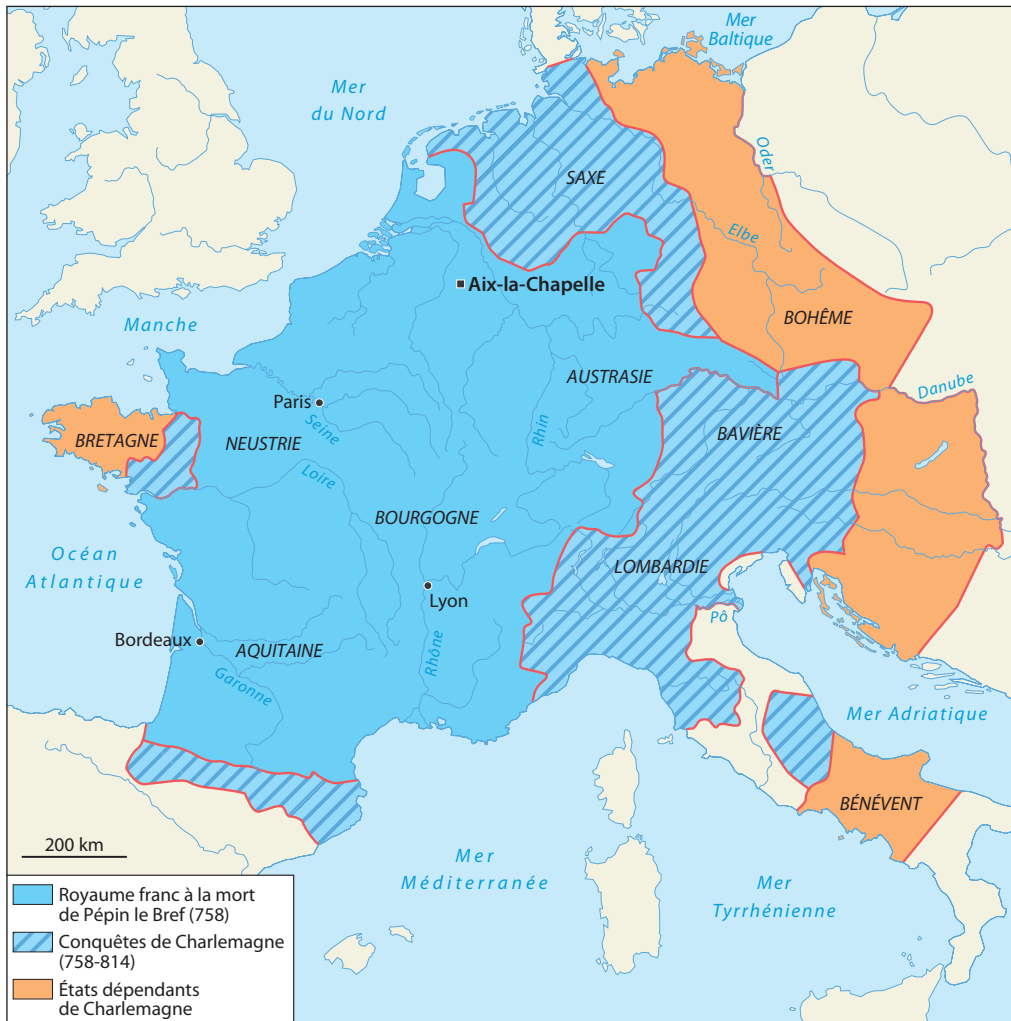 Mer
Baltique
Mer
du Nord
Oder
SAXE
Elbe
Aix-la-Chapelle
BOHÊME
Manche
AUSTRASIE
Danube
Paris
Seine
Rhin
BRETAGNE
NEUSTRIE
BAVIÈRE
Loire
BOURGOGNE
Océan
Atlantique
LOMBARDIE
Lyon
Pô
Bordeaux
AQUITAINE
Rhône
Garonne
Mer Adriatique
BÉNÉVENT
200 km
Mer
Méditerranée
Mer
Tyrrhénienne
Royaume franc à la mort
de Pépin le Bref (758)
Conquêtes de Charlemagne
(758-814)
États dépendants
de Charlemagne